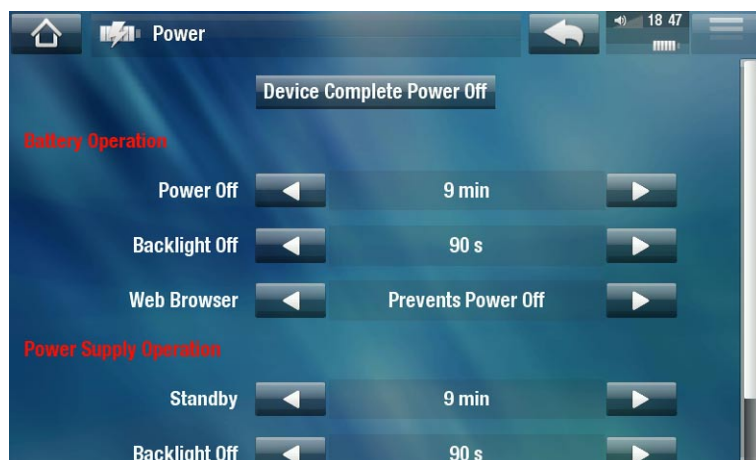 Power
18 47
Device Complete Power Off
Battery Operation
Power Off 9 min
Backlight Off 90 s
Web Browser Prevents Power Off
Power Supply Operation
Standby 9 min
Backlight Off 90 s